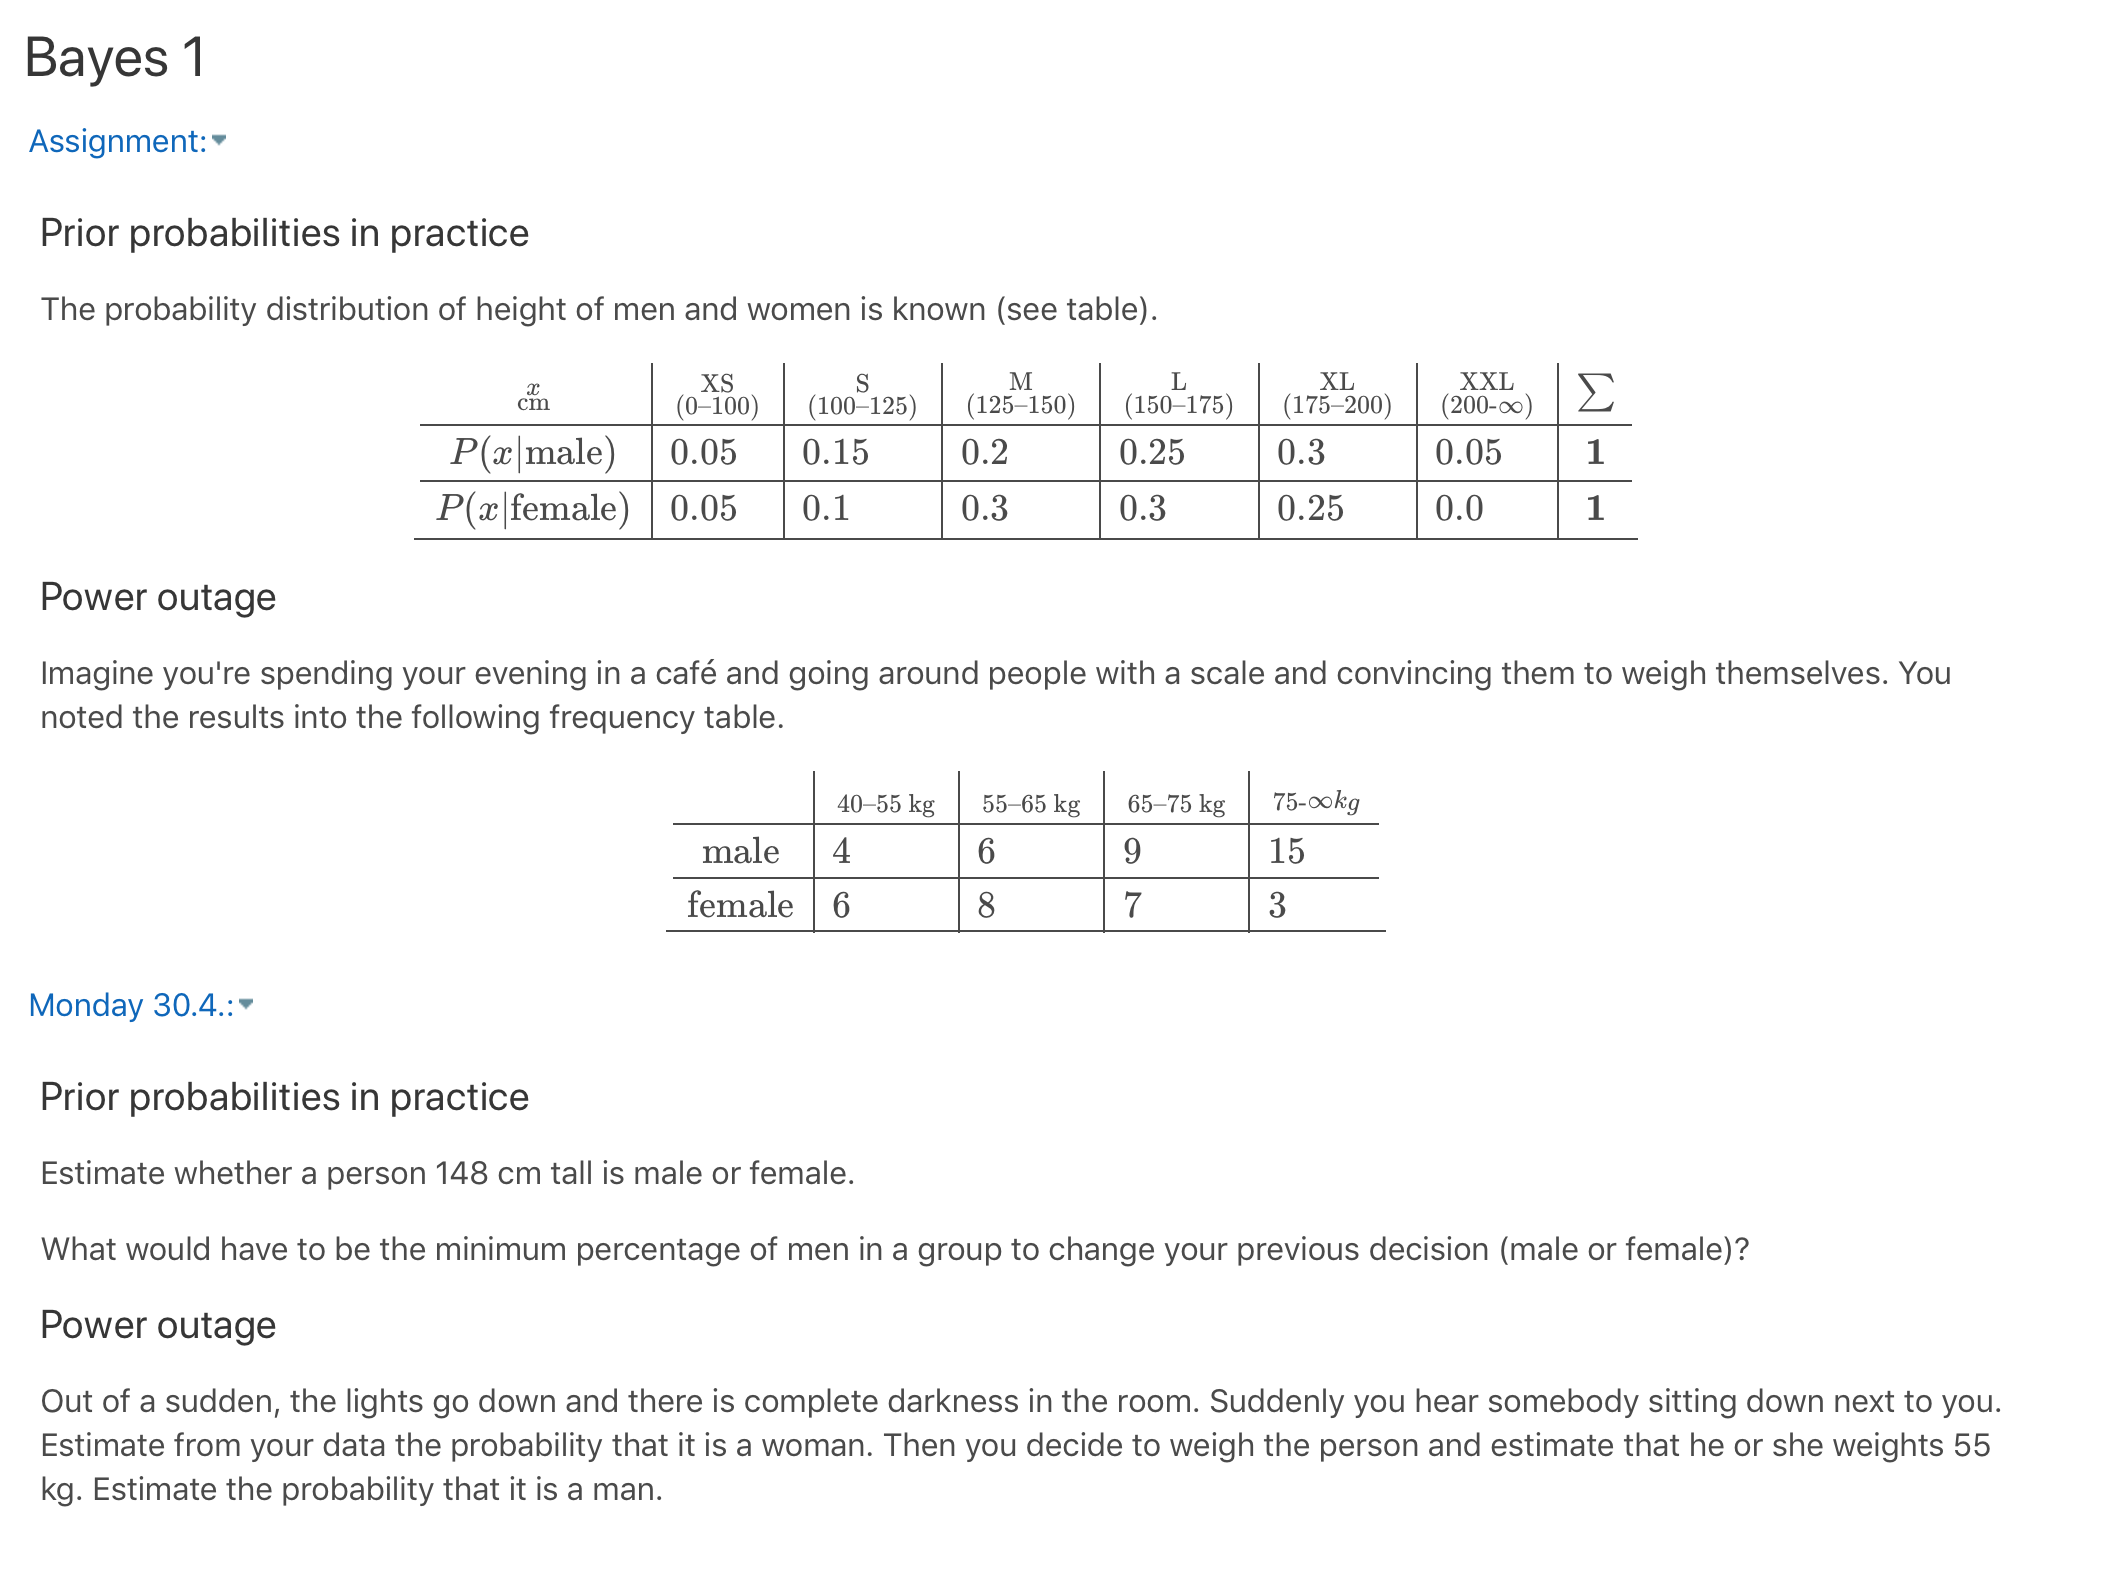 Bayes 1
Assignment:
Prior probabilities in practice
The probability distribution of height of men and women is known (see table).
x/cm XS (0–100) S (100–125) M (125–150) L (150–175) XL (175–200) XXL (200-∞) ∑
P(x|male) 0.05 0.15 0.2 0.25 0.3 0.05 1
P(x|female) 0.05 0.1 0.3 0.3 0.25 0.0 1
Power outage
Imagine you're spending your evening in a café and going around people with a scale and convincing them to weigh themselves. You
noted the results into the following frequency table.
40–55 kg 55–65 kg 65–75 kg 75-∞kg
male 4 6 9 15
female 6 8 7 3
Monday 30.4.:
Prior probabilities in practice
Estimate whether a person 148 cm tall is male or female.
What would have to be the minimum percentage of men in a group to change your previous decision (male or female)?
Power outage
Out of a sudden, the lights go down and there is complete darkness in the room. Suddenly you hear somebody sitting down next to you.
Estimate from your data the probability that it is a woman. Then you decide to weigh the person and estimate that he or she weights 55
kg. Estimate the probability that it is a man.